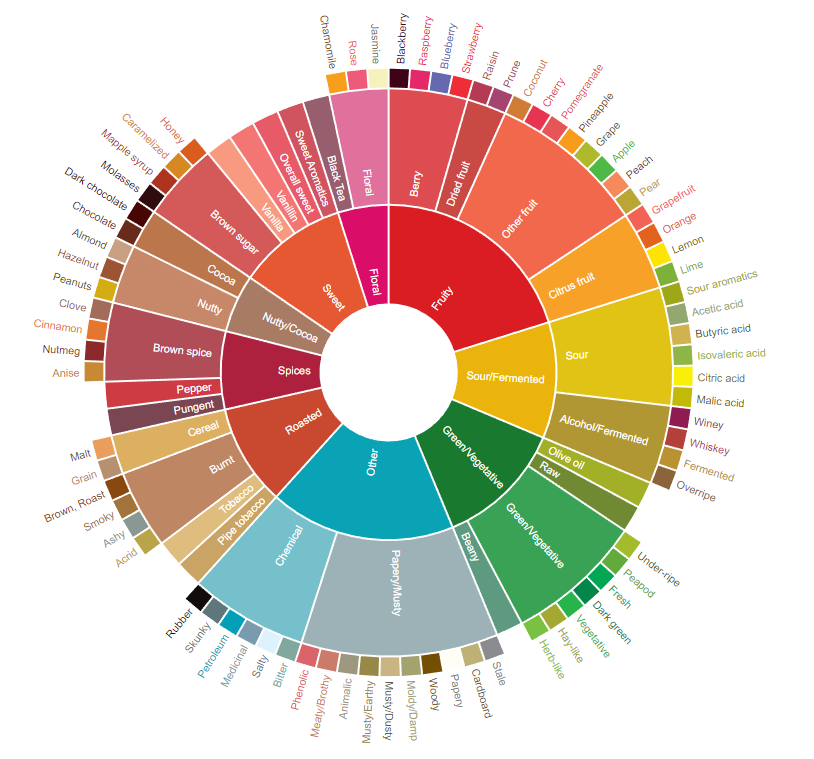 Fruity
Berry
Blackberry
Raspberry
Blueberry
Strawberry
Dried fruit
Raisin
Prune
Other fruit
Coconut
Cherry
Pomegranate
Pineapple
Grape
Apple
Peach
Pear
Citrus fruit
Grapefruit
Orange
Lemon
Lime
Sour/Fermented
Sour
Sour aromatics
Acetic acid
Butyric acid
Isovaleric acid
Citric acid
Malic acid
Alcohol/Fermented
Winey
Whiskey
Fermented
Overripe
Green/Vegetative
Olive oil
Raw
Green/Vegetative
Under-ripe
Peapod
Fresh
Dark green
Vegetative
Hay-like
Herb-like
Beany
Other
Papery/Musty
Stale
Cardboard
Papery
Woody
Moldy/Damp
Musty/Dusty
Musty/Earthy
Animalic
Meaty/Brothy
Phenolic
Chemical
Bitter
Salty
Medicinal
Petroleum
Skunky
Rubber
Roasted
Pipe tobacco
Tobacco
Burnt
Acrid
Ashy
Smoky
Brown, Roast
Cereal
Grain
Malt
Spices
Pungent
Pepper
Brown spice
Anise
Nutmeg
Cinnamon
Clove
Nutty/Cocoa
Nutty
Peanuts
Hazelnut
Almond
Cocoa
Chocolate
Dark chocolate
Sweet
Brown sugar
Molasses
Mapple syrup
Caramelized
Honey
Vanilla
Vanillin
Overall sweet
Sweet Aromatics
Floral
Black Tea
Floral
Chamomile
Rose
Jasmine